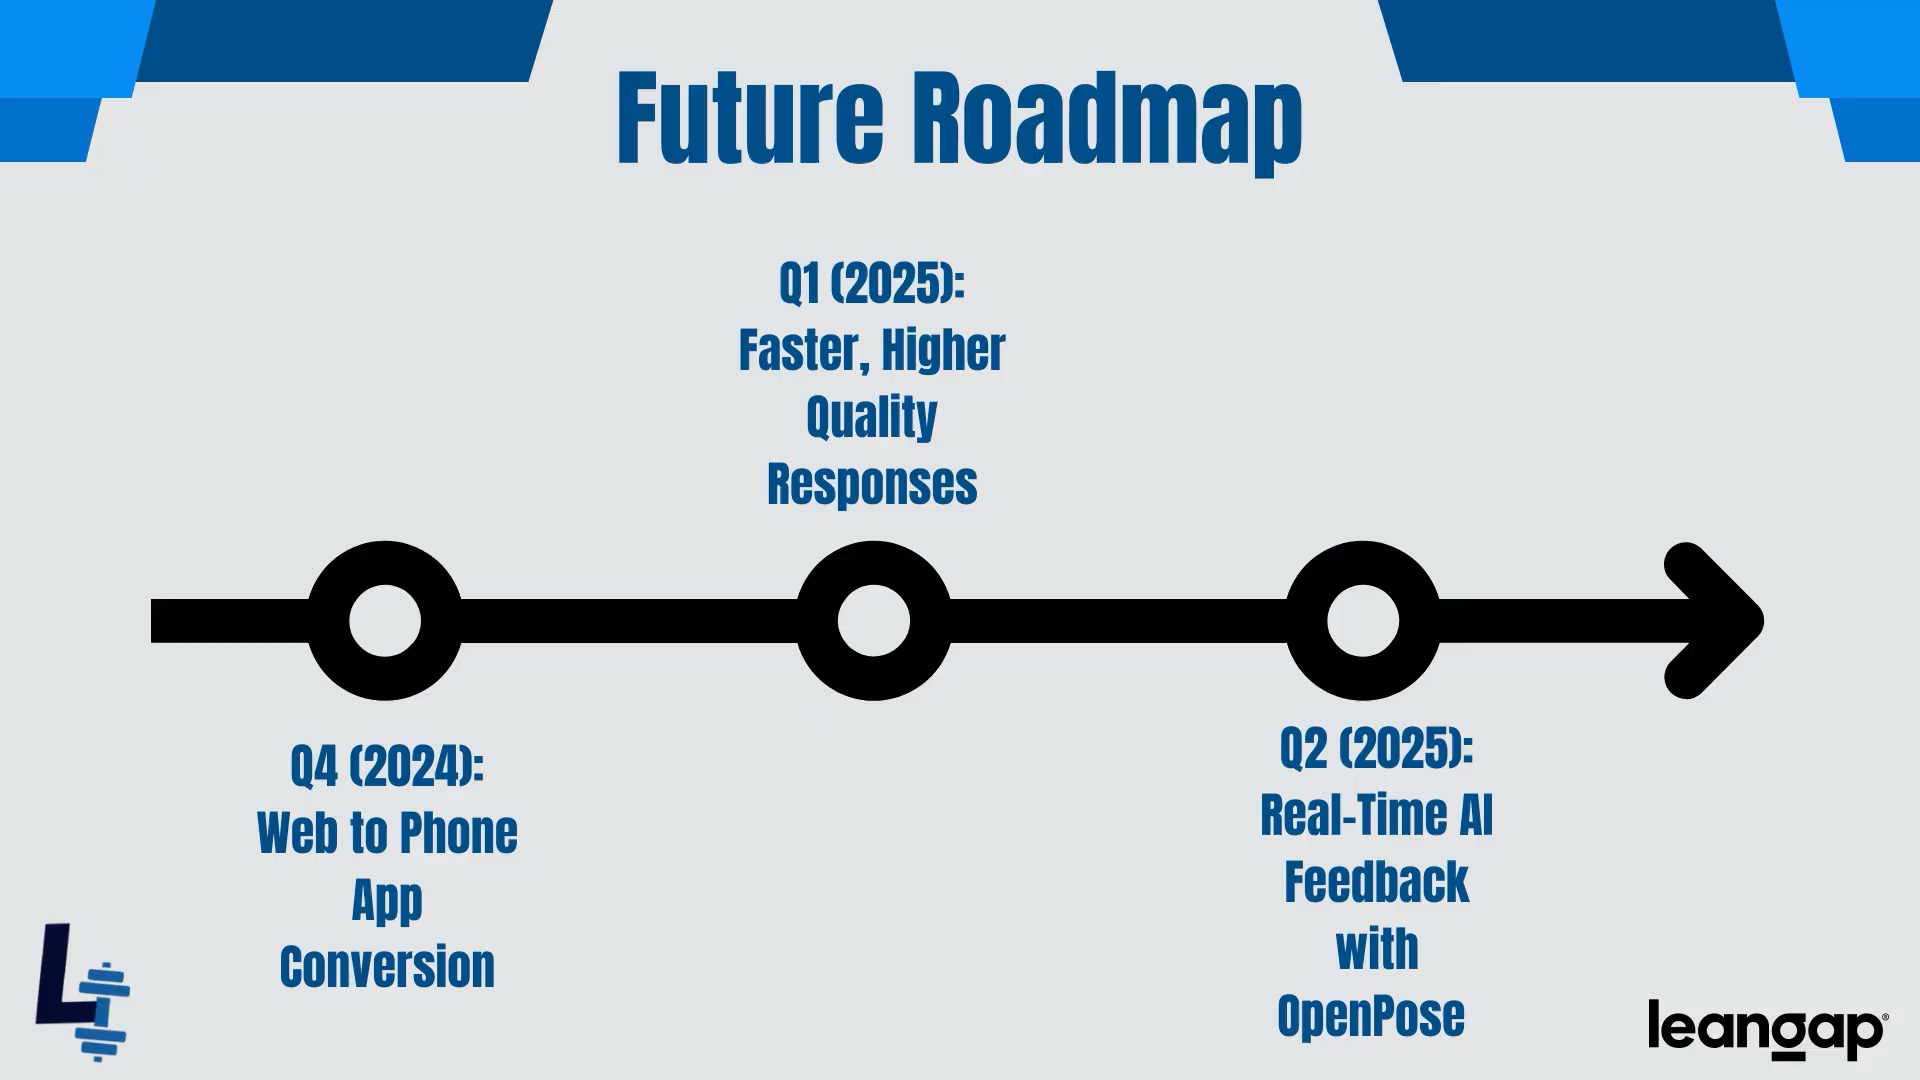 Future Roadmap
Q1 (2025):
Faster, Higher
Quality
Responses
Q4 (2024):
Web to Phone
App
Conversion
Q2 (2025):
Real-Time AI
Feedback
with
OpenPose
L
leangap®